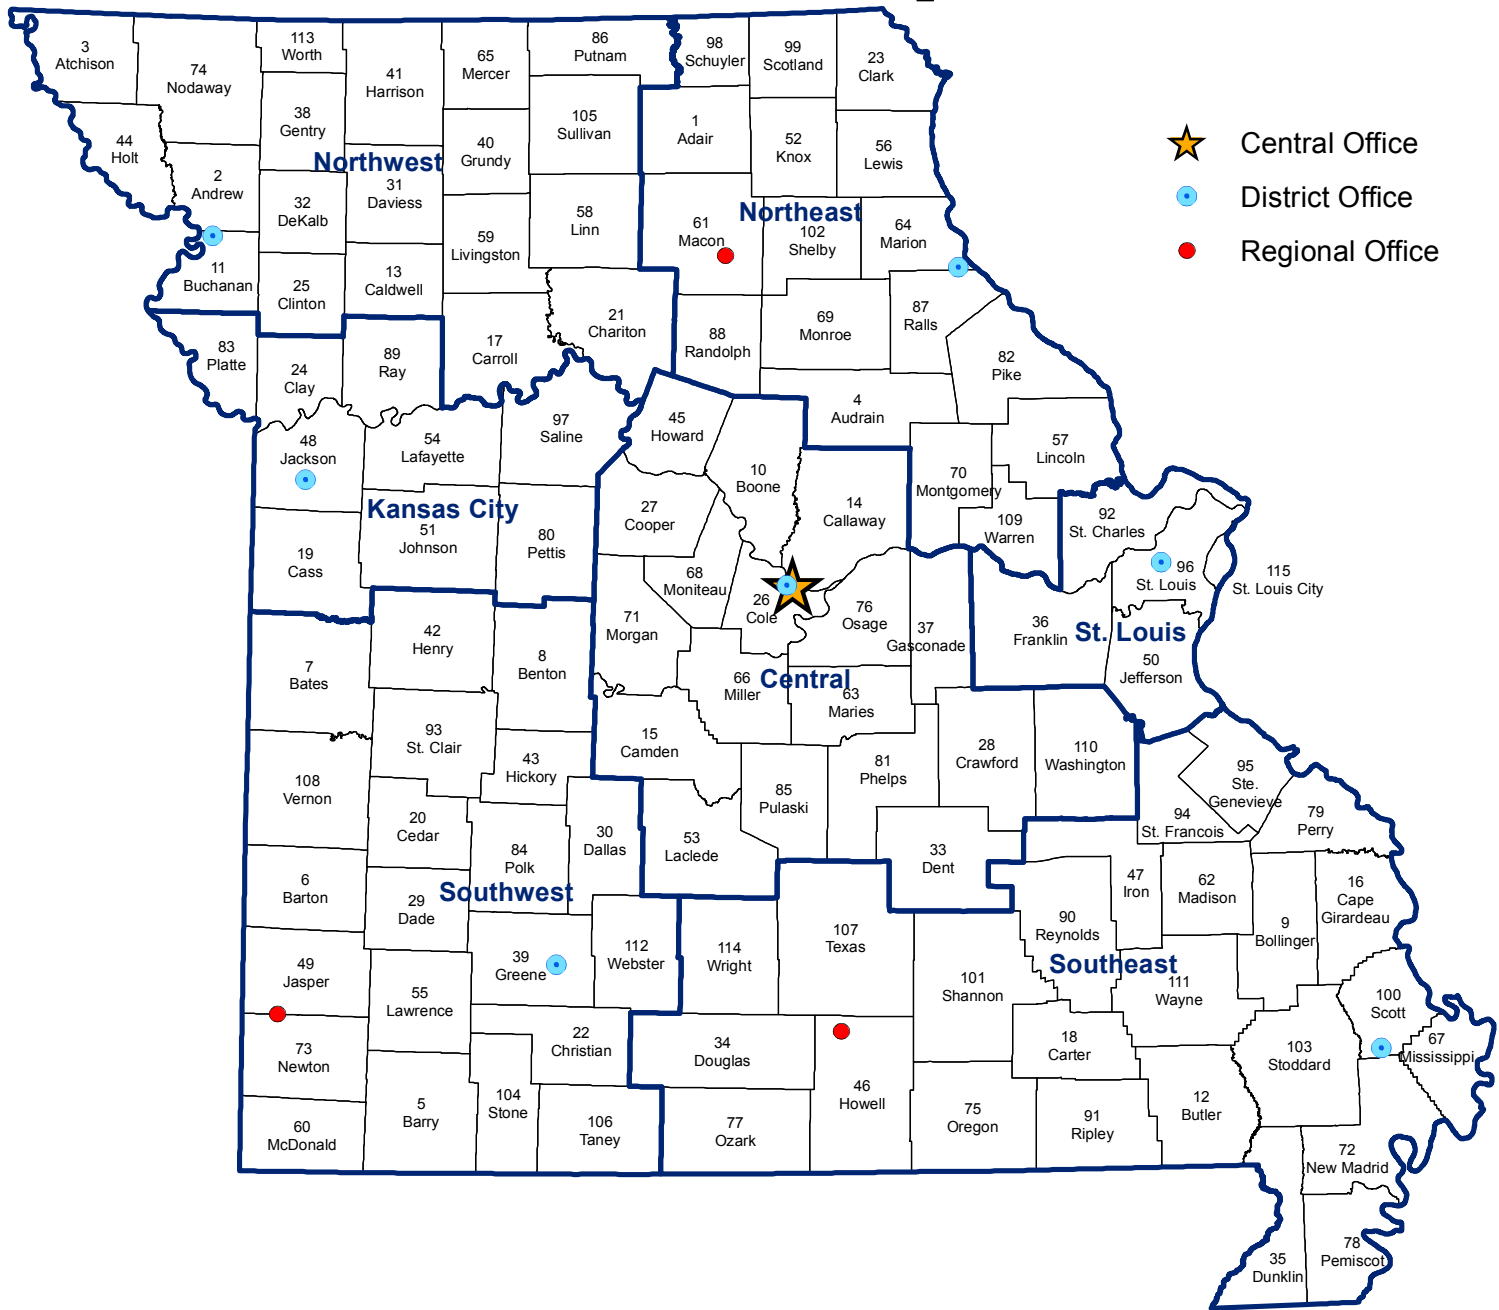 3
Atchison
74
Nodaway
113
Worth
41
Harrison
65
Mercer
86
Putnam
98
Schuyler
99
Scotland
23
Clark
44
Holt
38
Gentry
40
Grundy
105
Sullivan
1
Adair
52
Knox
56
Lewis
Central Office
District Office
Regional Office
Northwest
2
Andrew
32
DeKalb
31
Daviess
59
Livingston
58
Linn
61
Macon
Northeast
102
Shelby
64
Marion
11
Buchanan
25
Clinton
13
Caldwell
17
Carroll
21
Chariton
88
Randolph
69
Monroe
87
Ralls
82
Pike
83
Platte
24
Clay
89
Ray
4
Audrain
48
Jackson
54
Lafayette
97
Saline
45
Howard
10
Boone
14
Callaway
70
Montgomery
57
Lincoln
109
Warren
92
St. Charles
96
St. Louis
115
St. Louis City
Kansas City
19
Cass
51
Johnson
80
Pettis
27
Cooper
68
Moniteau
26
Cole
76
Osage
37
Gasconade
36
Franklin
St. Louis
50
Jefferson
7
Bates
42
Henry
8
Benton
71
Morgan
66
Miller
Central
63
Maries
93
St. Clair
43
Hickory
15
Camden
85
Pulaski
81
Phelps
28
Crawford
110
Washington
95
Ste.
Genevieve
94
St. Francois
79
Perry
108
Vernon
20
Cedar
84
Polk
30
Dallas
53
Laclede
33
Dent
47
Iron
62
Madison
16
Cape
Girardeau
6
Barton
29
Dade
Southwest
107
Texas
90
Reynolds
9
Bollinger
49
Jasper
55
Lawrence
39
Greene
112
Webster
114
Wright
101
Shannon
Southeast
111
Wayne
100
Scott
67
Mississippi
73
Newton
22
Christian
34
Douglas
46
Howell
18
Carter
103
Stoddard
60
McDonald
5
Barry
104
Stone
106
Taney
77
Ozark
75
Oregon
91
Ripley
12
Butler
72
New Madrid
35
Dunklin
78
Pemiscot